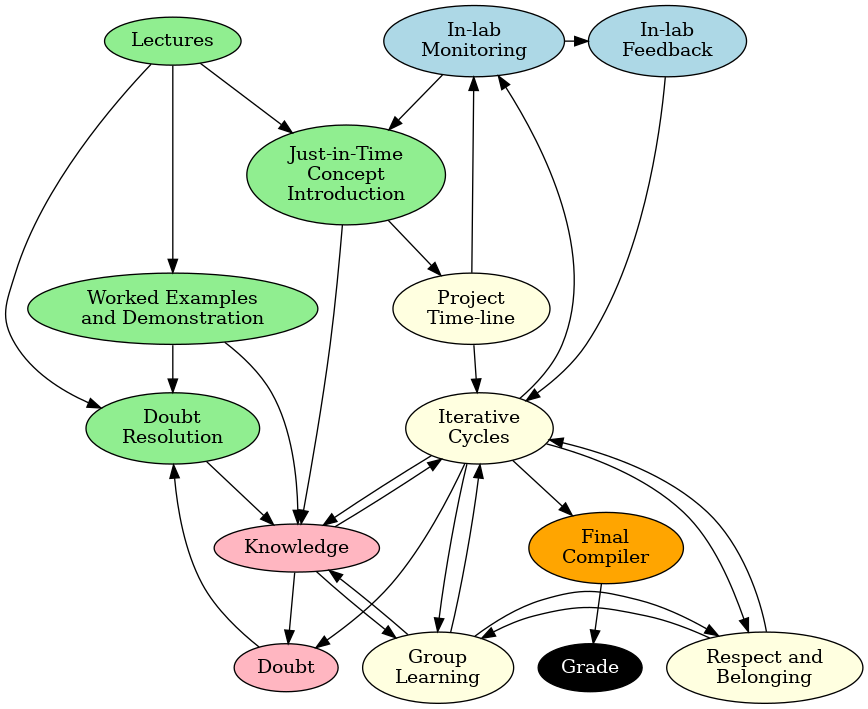 Lectures
In-lab
Monitoring
In-lab
Feedback
Just-in-Time
Concept
Introduction
Worked Examples
and Demonstration
Project
Time-line
Doubt
Resolution
Iterative
Cycles
Knowledge
Final
Compiler
Doubt
Group
Learning
Grade
Respect and
Belonging